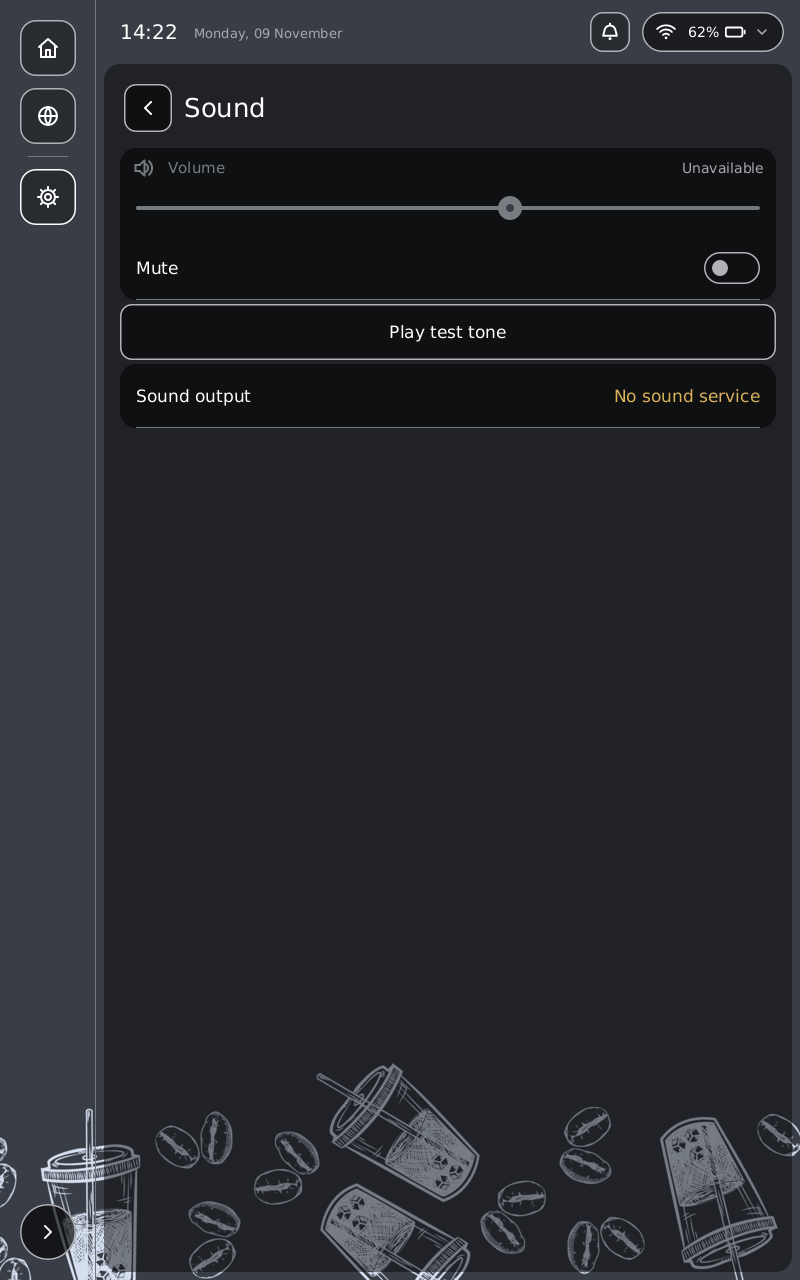 14:22 Monday, 09 November
62%
Sound
Volume Unavailable
Mute
Play test tone
Sound output No sound service